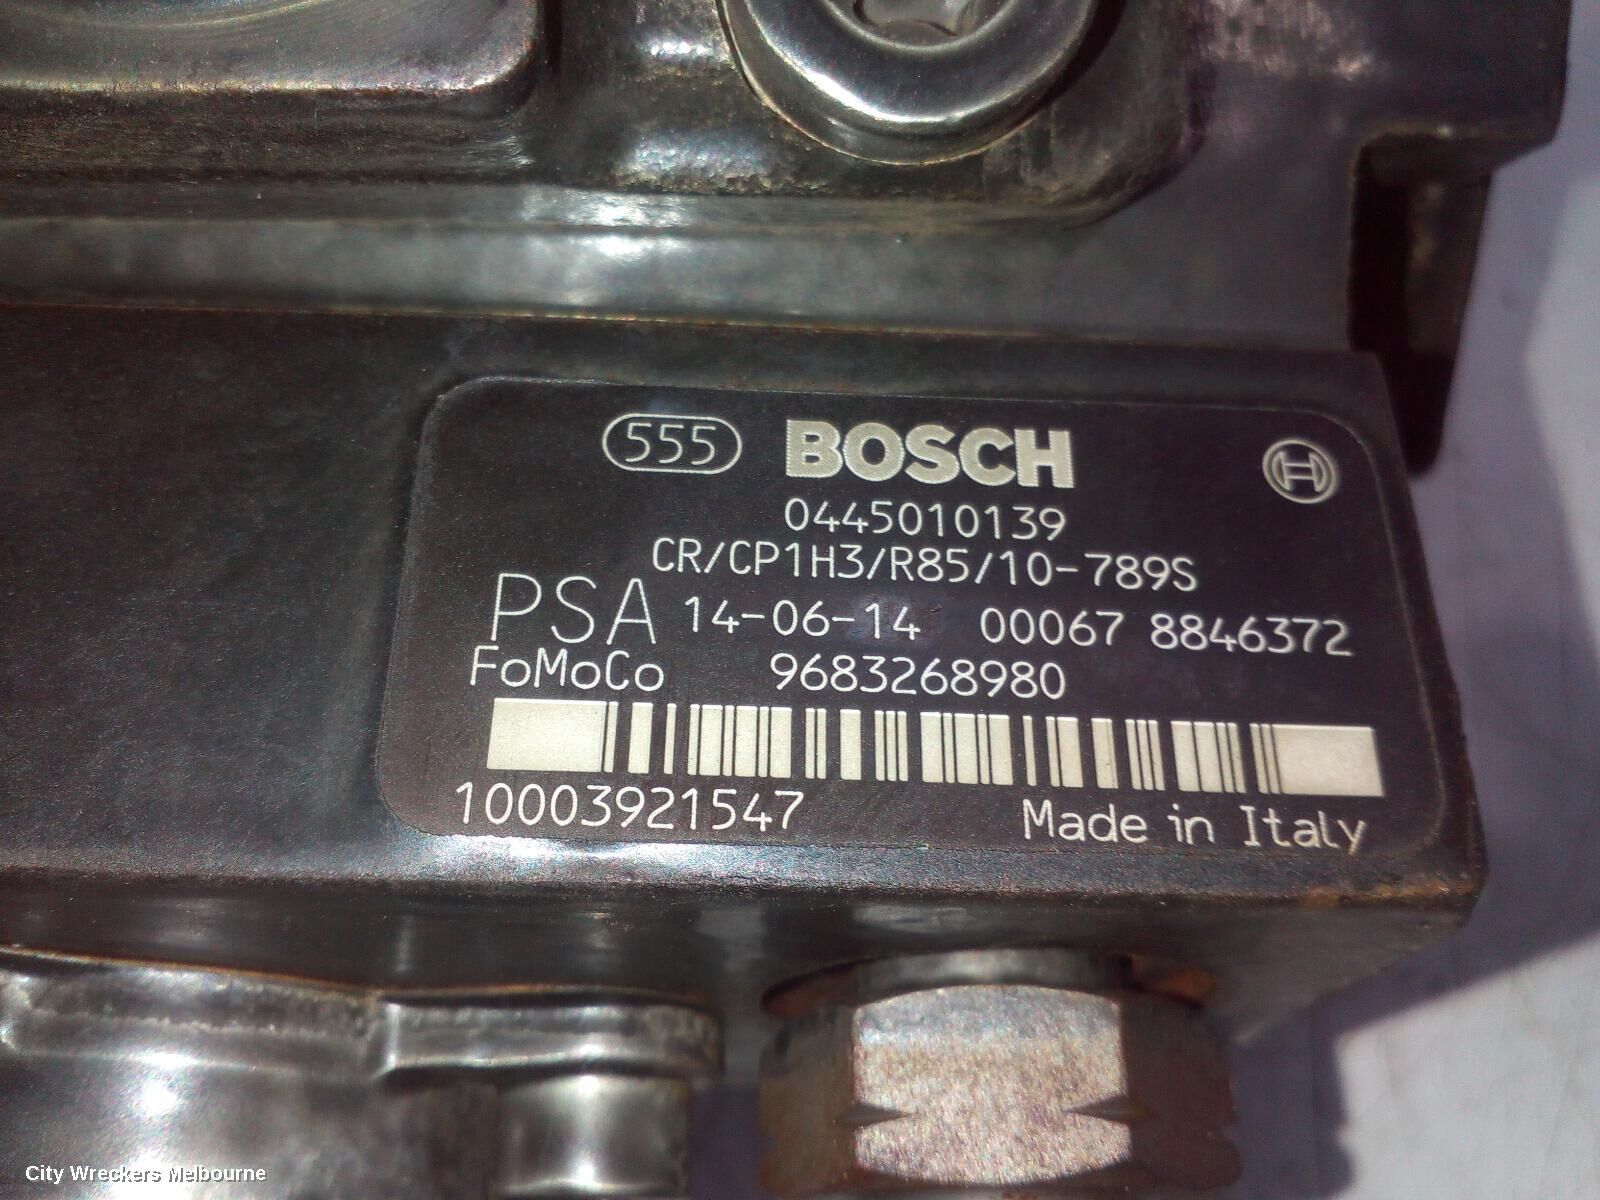 555 BOSCH
0445010139
CR/CP1H3/R85/10-789S
PSA 14-06-14 00067 8846372
FoMoCo 9683268980
10003921547 Made in Italy
City Wreckers Melbourne